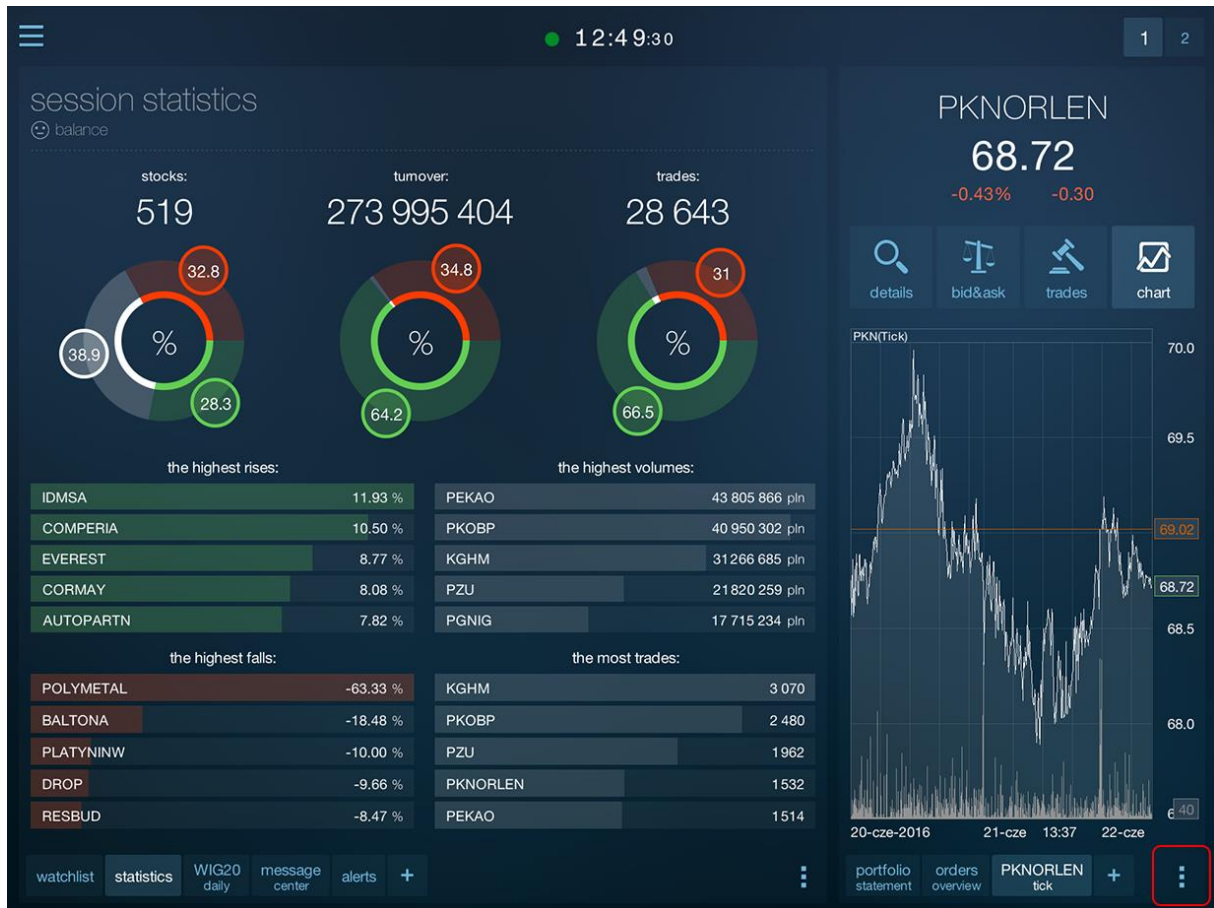 12:49:30
1 2
session statistics
balance
stocks: turnover: trades:
519 273 995 404 28 643
32.8 34.8 31
38.9 % % %
28.3 64.2 66.5
the highest rises:
IDMSA 11.93 %
COMPERIA 10.50 %
EVEREST 8.77 %
CORMAY 8.08 %
AUTOPARTN 7.82 %
the highest volumes:
PEKAO 43 805 866 pln
PKOBP 40 950 302 pln
KGHM 31 266 685 pln
PZU 21 820 259 pln
PGNIG 17 715 234 pln
the highest falls:
POLYMETAL -63.33 %
BALTONA -18.48 %
PLATYNINW -10.00 %
DROP -9.66 %
RESBUD -8.47 %
the most trades:
KGHM 3 070
PKOBP 2 480
PZU 1 962
PKNORLEN 1 532
PEKAO 1 514
watchlist statistics WIG20 daily message center alerts +
PKNORLEN
68.72
-0.43% -0.30
details bid&ask trades chart
PKN(Tick)
70.0
69.5
69.02
68.72
68.5
68.0
40
20-cze-2016 21-cze 13:37 22-cze
portfolio statement orders overview PKNORLEN tick +